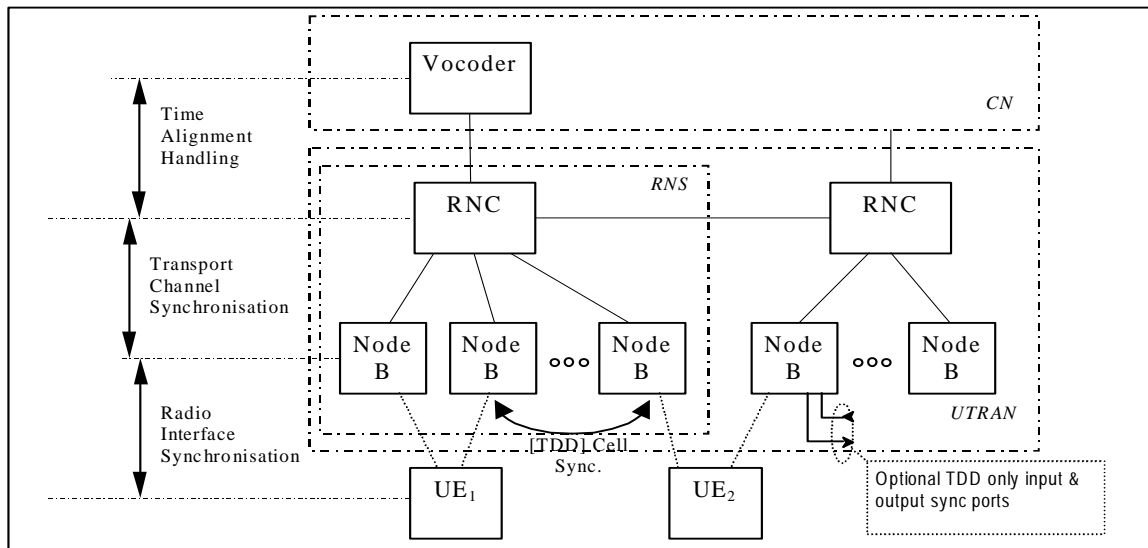 Vocoder
CN
Time
Alignment
Handling
RNS
RNC
RNC
Transport
Channel
Synchronisation
Node
B
Node
B
Node
B
Node
B
Node
B
Radio
Interface
Synchronisation
UTRAN
[TDD] Cell
Sync.
UE1
UE2
Optional TDD only input &
output sync ports